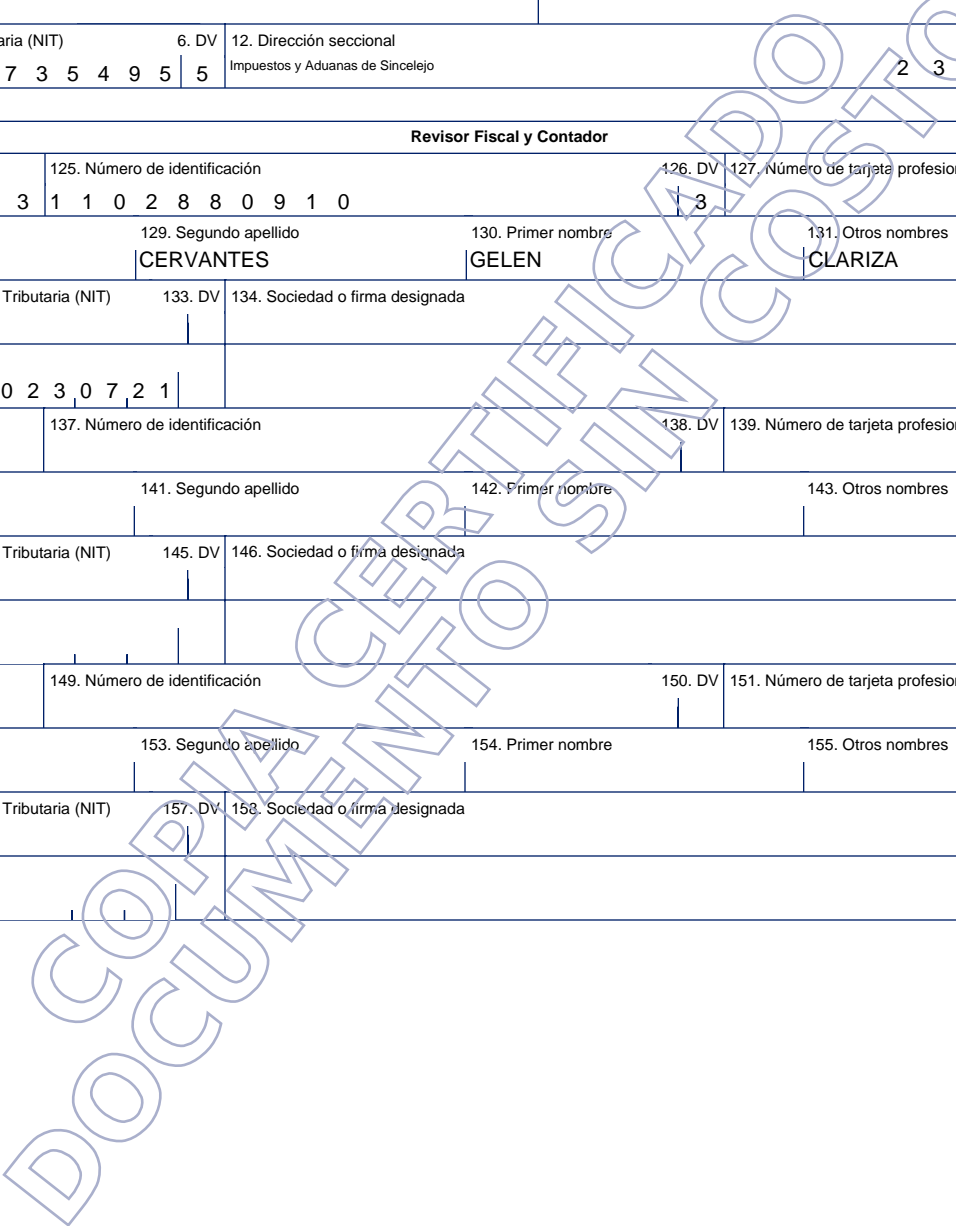 aria (NIT) 6. DV 12. Dirección seccional
7 3 5 4 9 5 5 Impuestos y Aduanas de Sincelejo 2 3
Revisor Fiscal y Contador
125. Número de identificación 126. DV 127. Número de tarjeta profesion
3 1 1 0 2 8 8 0 9 1 0 3
129. Segundo apellido 130. Primer nombre 131. Otros nombres
CERVANTES GELEN CLARIZA
Tributaria (NIT) 133. DV 134. Sociedad o firma designada
0 2 3 0 7 2 1
137. Número de identificación 138. DV 139. Número de tarjeta profesion
141. Segundo apellido 142. Primer nombre 143. Otros nombres
Tributaria (NIT) 145. DV 146. Sociedad o firma designada
149. Número de identificación 150. DV 151. Número de tarjeta profesion
153. Segundo apellido 154. Primer nombre 155. Otros nombres
Tributaria (NIT) 157. DV 158. Sociedad o firma designada
COPIA CERTIFICADO
DOCUMENTO SIN COSTO